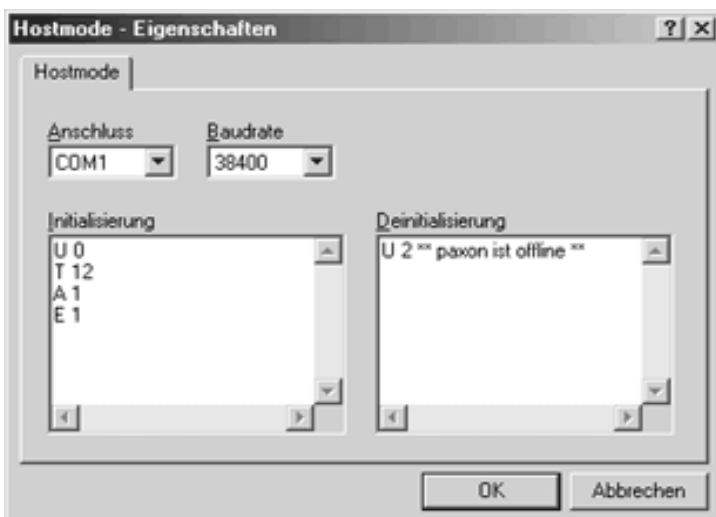 Hostmode - Eigenschaften
Hostmode
Anschluss
Baudrate
COM1
38400
Initialisierung
U 0
T 12
A 1
E 1
Deinitialisierung
U 2 ** paxon ist offline **
OK
Abbrechen